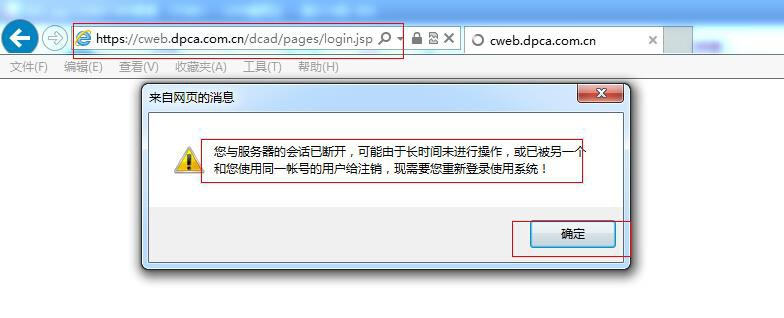 https://cweb.dpca.com.cn/dcad/pages/login.jsp
cweb.dpca.com.cn
文件(F) 编辑(E) 查看(V) 收藏夹(A) 工具(T) 帮助(H)
来自网页的消息
您与服务器的会话已断开，可能由于长时间未进行操作，或已被另一个
和您使用同一帐号的用户给注销，现需要您重新登录使用系统！
确定